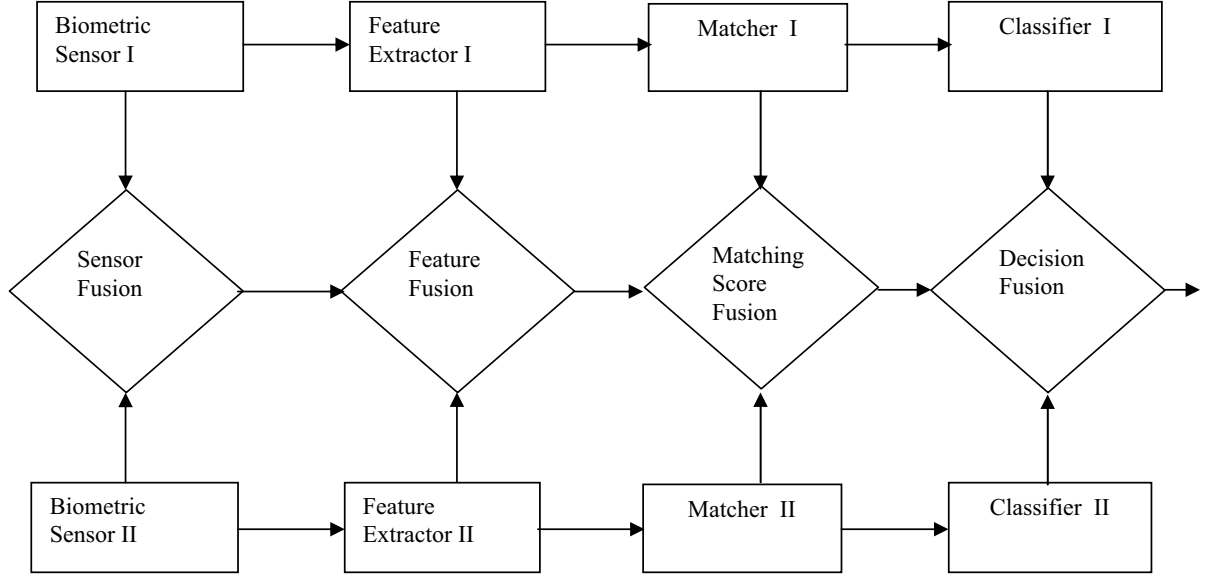 Biometric
Sensor I
Feature
Extractor I
Matcher I
Classifier I
Sensor
Fusion
Feature
Fusion
Matching
Score
Fusion
Decision
Fusion
Biometric
Sensor II
Feature
Extractor II
Matcher II
Classifier II